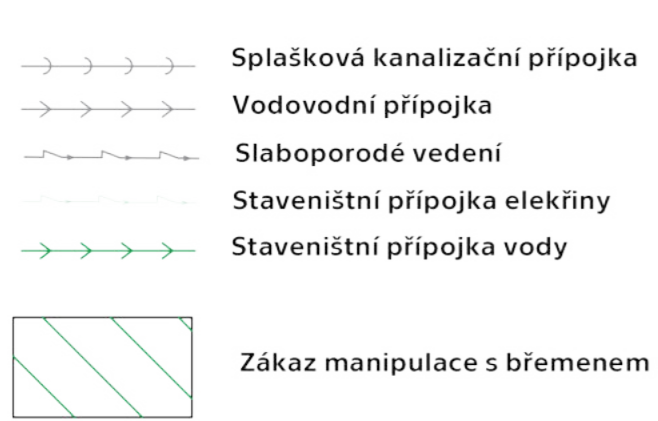 Splašková kanalizační přípojka
Vodovodní přípojka
Slaboporodé vedení
Staveništní přípojka elekřiny
Staveništní přípojka vody
Zákaz manipulace s břemenem